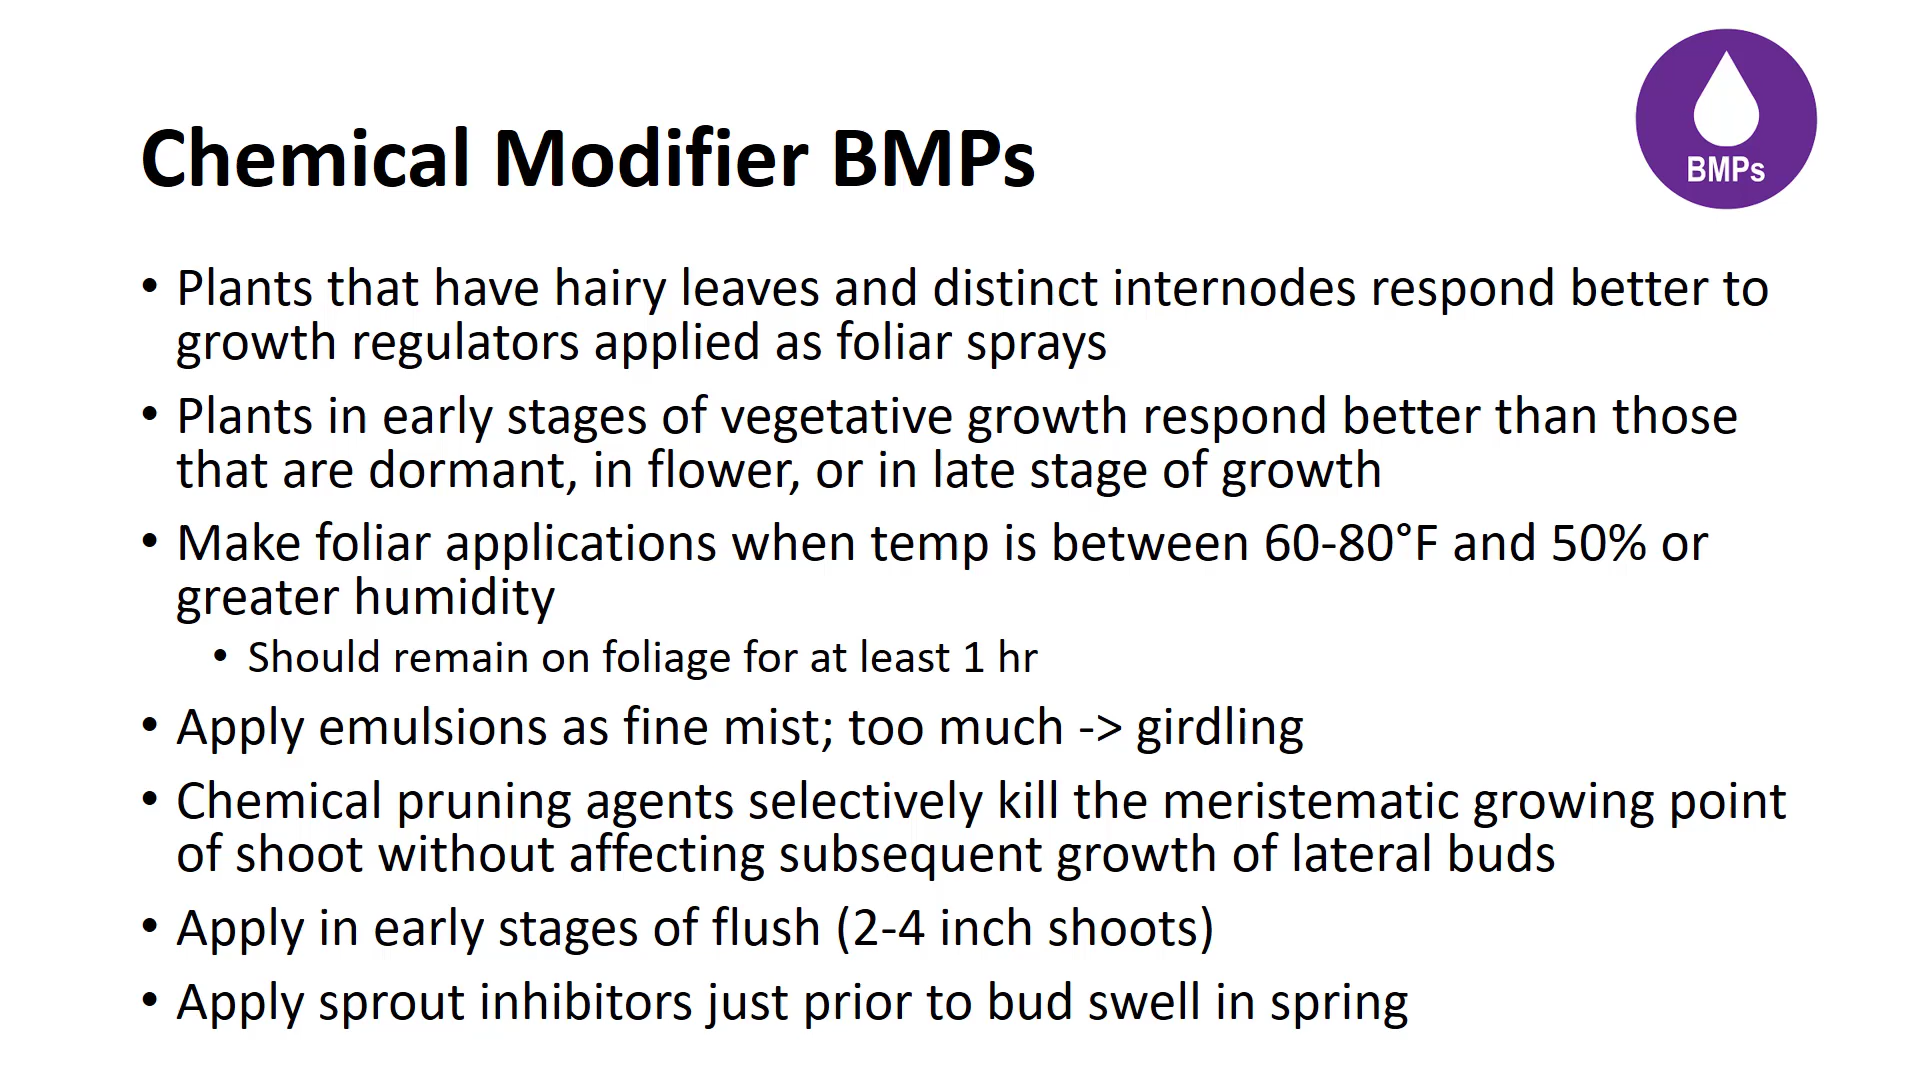 BMPs
Chemical Modifier BMPs
• Plants that have hairy leaves and distinct internodes respond better to
growth regulators applied as foliar sprays
• Plants in early stages of vegetative growth respond better than those
that are dormant, in flower, or in late stage of growth
• Make foliar applications when temp is between 60-80°F and 50% or
greater humidity
• Should remain on foliage for at least 1 hr
• Apply emulsions as fine mist; too much -> girdling
• Chemical pruning agents selectively kill the meristematic growing point
of shoot without affecting subsequent growth of lateral buds
• Apply in early stages of flush (2-4 inch shoots)
• Apply sprout inhibitors just prior to bud swell in spring